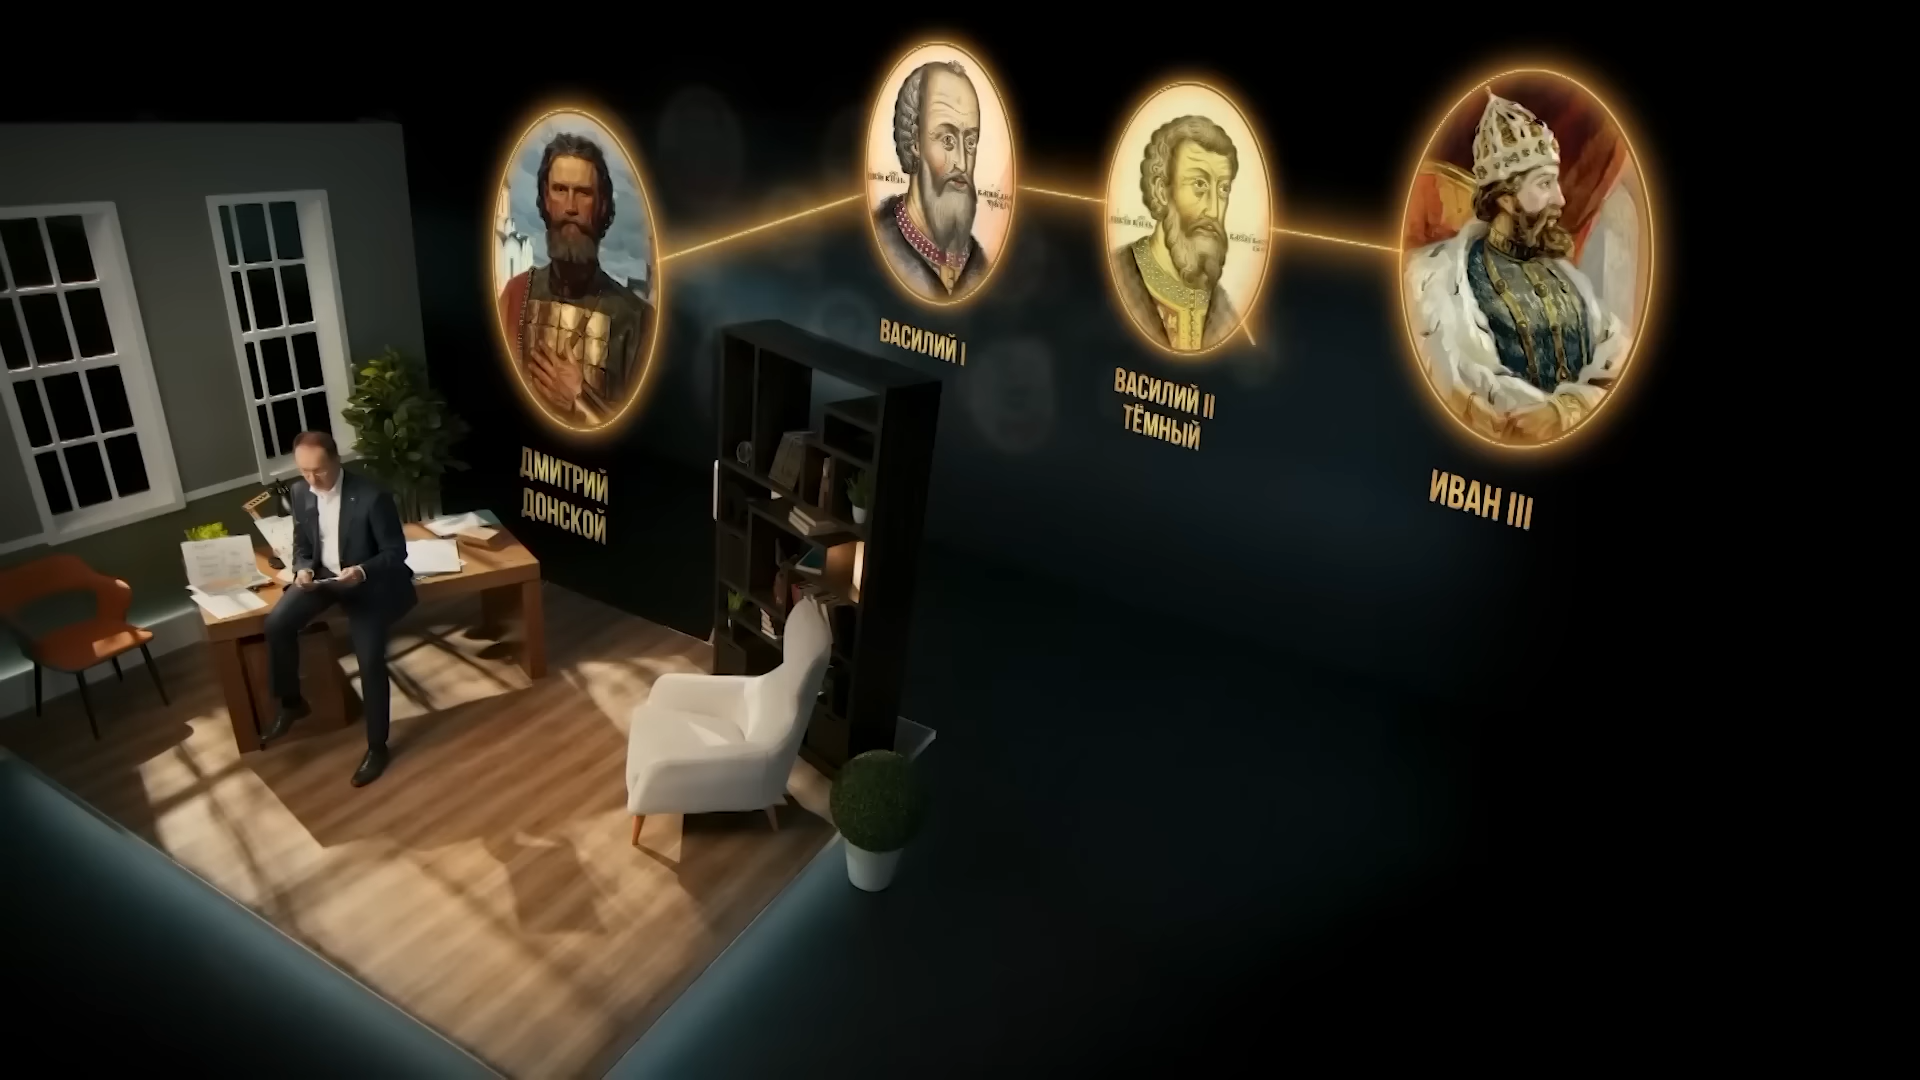 ДМИТРИЙ
ДОНСКОЙ
ВАСИЛИЙ I
ВАСИЛИЙ II
ТЁМНЫЙ
ИВАН III